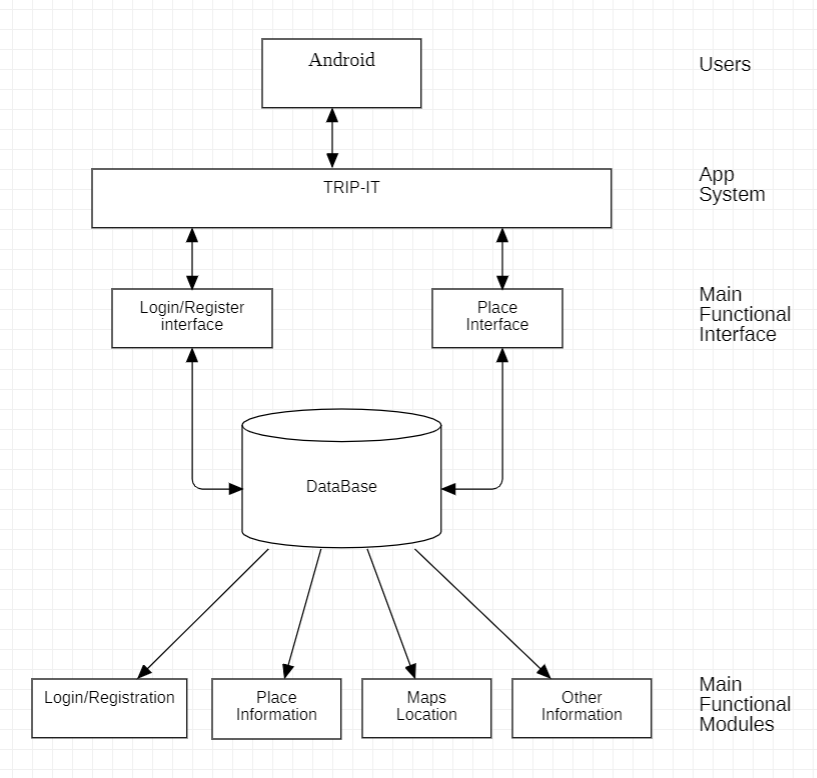 Android
Users
TRIP-IT
App
System
Login/Register
interface
Place
Interface
Main
Functional
Interface
DataBase
Login/Registration
Place
Information
Maps
Location
Other
Information
Main
Functional
Modules